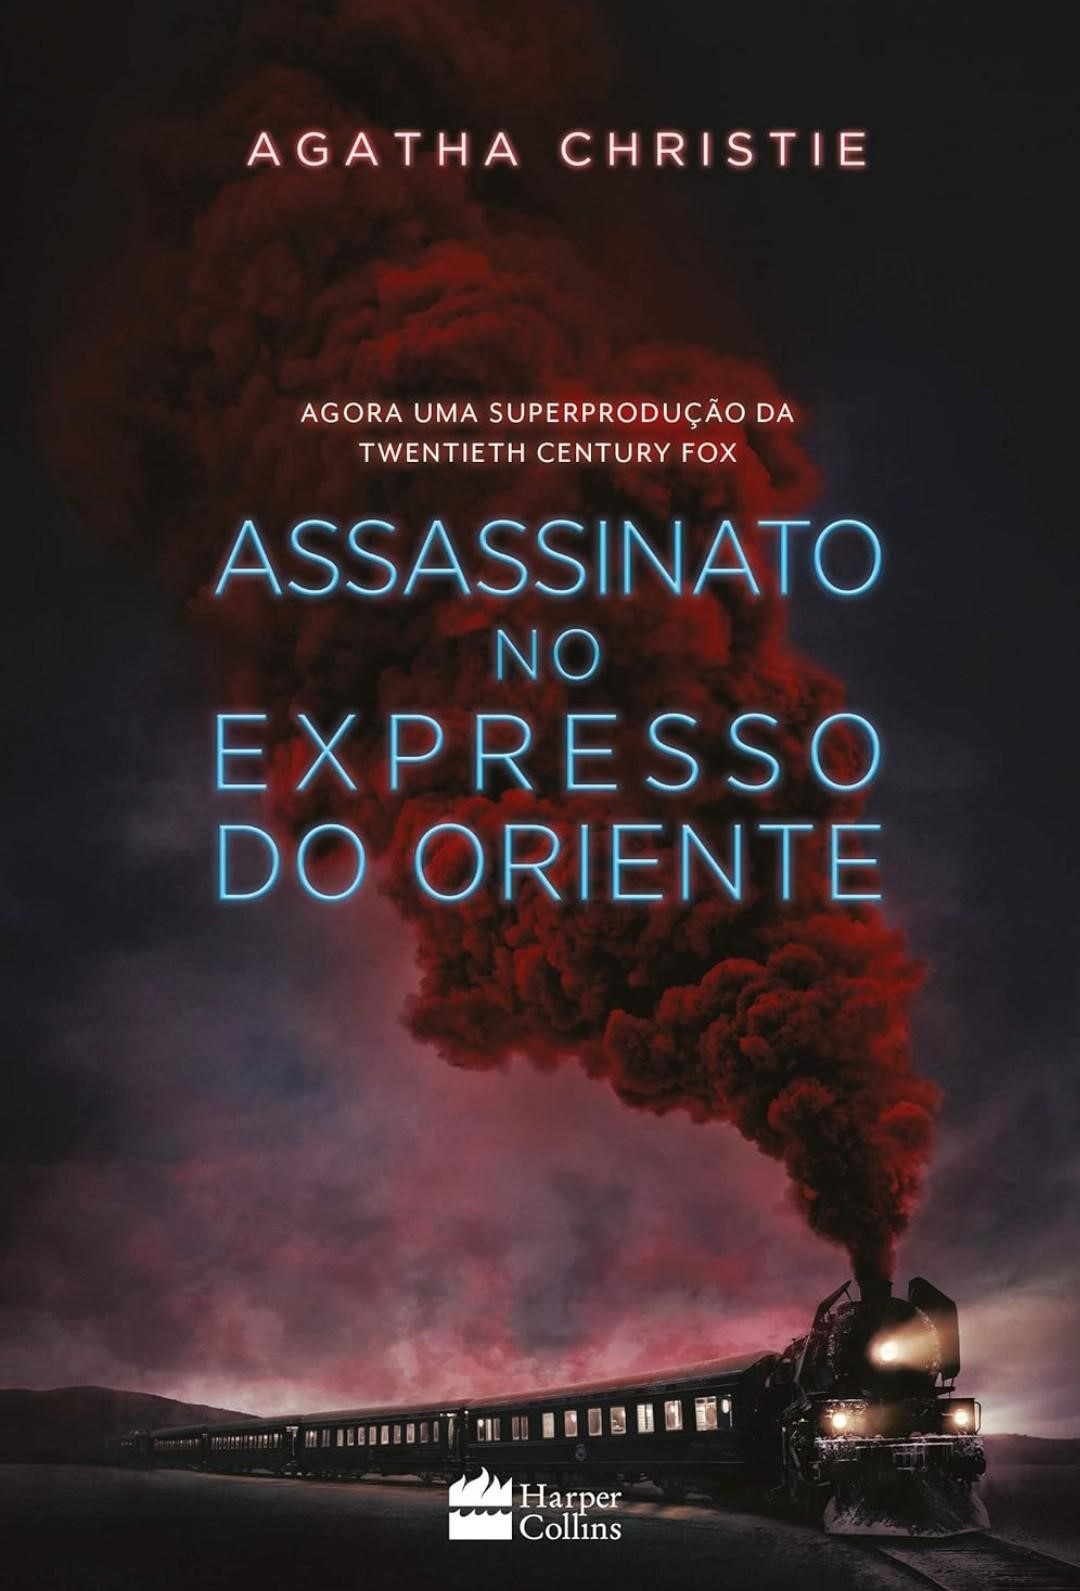 AGATHA CHRISTIE
AGORA UMA SUPERPRODUÇÃO DA
TWENTIETH CENTURY FOX
ASSASSINATO
NO
EXPRESSO
DO ORIENTE
Harper
Collins